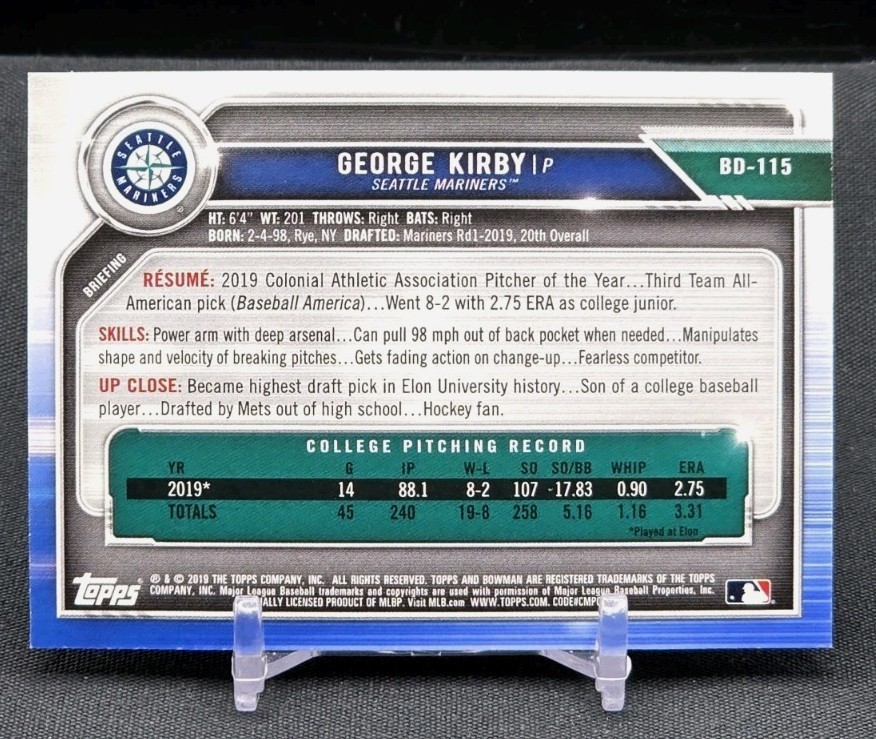 SEATTLE MARINERS
GEORGE KIRBY | P
SEATTLE MARINERS™
BD-115
HT: 6'4" WT: 201 THROWS: Right BATS: Right
BORN: 2-4-98, Rye, NY DRAFTED: Mariners Rd1-2019, 20th Overall
BRIEFING
RÉSUMÉ: 2019 Colonial Athletic Association Pitcher of the Year...Third Team All-
American pick (Baseball America)...Went 8-2 with 2.75 ERA as college junior.
SKILLS: Power arm with deep arsenal...Can pull 98 mph out of back pocket when needed...Manipulates
shape and velocity of breaking pitches...Gets fading action on change-up...Fearless competitor.
UP CLOSE: Became highest draft pick in Elon University history...Son of a college baseball
player...Drafted by Mets out of high school...Hockey fan.
COLLEGE PITCHING RECORD
YR G IP W-L SO SO/BB WHIP ERA
2019* 14 88.1 8-2 107 17.83 0.90 2.75
TOTALS 45 240 19-8 258 5.16 1.16 3.31
*Played at Elon
Topps
® & © 2019 THE TOPPS COMPANY, INC. ALL RIGHTS RESERVED. TOPPS AND BOWMAN ARE REGISTERED TRADEMARKS OF THE TOPPS
COMPANY, INC. Major League Baseball trademarks and copyrights are used with permission of Major League Baseball Properties, Inc.
ALLY LICENSED PRODUCT OF MLBP. Visit MLB.com WWW.TOPPS.COM. CODE#CMP